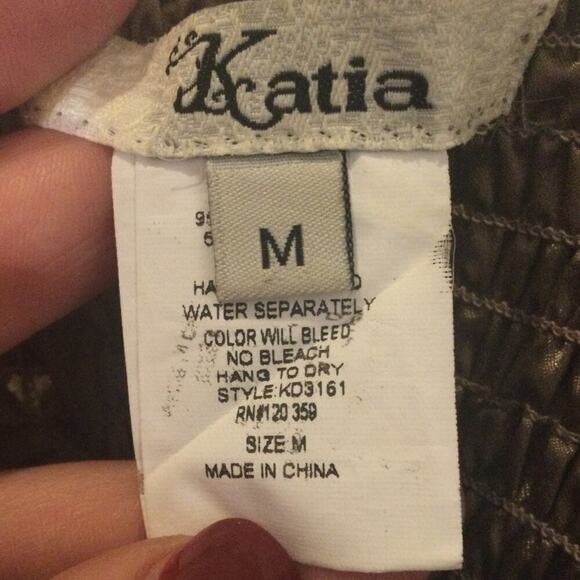 Katia
M
WATER SEPARATELY
COLOR WILL BLEED
NO BLEACH
HANG TO DRY
STYLE:KD3161
RN#120 359
SIZE M
MADE IN CHINA